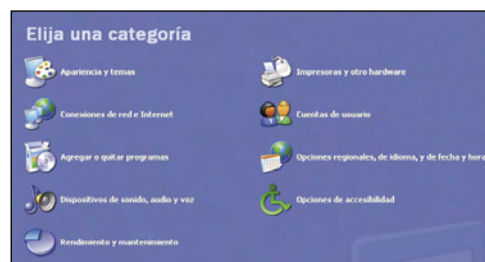 Elija una categoría
Apariencia y temas
Impresoras y otro hardware
Conexiones de red e Internet
Cuentas de usuario
Agregar o quitar programas
Opciones regionales, de idioma, y de fecha y hora
Dispositivos de sonido, audio y voz
Opciones de accesibilidad
Rendimiento y mantenimiento